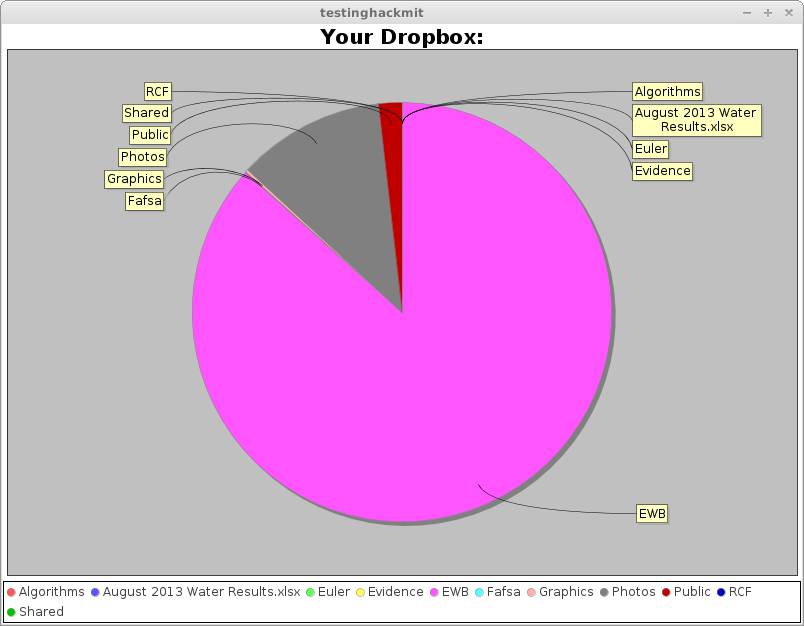 testinghackmit
Your Dropbox:
RCF
Shared
Public
Photos
Graphics
Fafsa
Algorithms
August 2013 Water
Results.xlsx
Euler
Evidence
EWB
Algorithms August 2013 Water Results.xlsx Euler Evidence EWB Fafsa Graphics Photos Public RCF
Shared